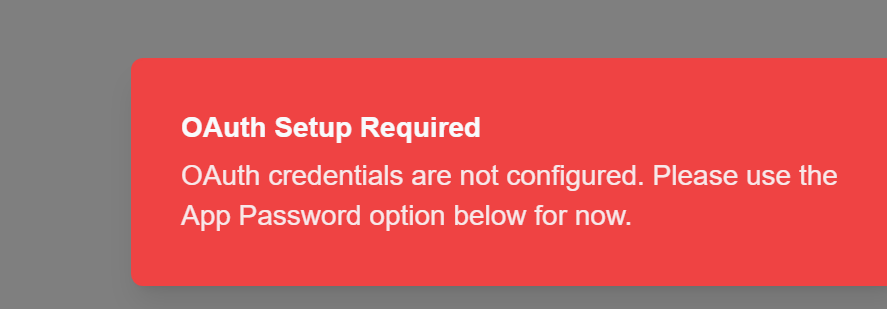 OAuth Setup Required
OAuth credentials are not configured. Please use the
App Password option below for now.